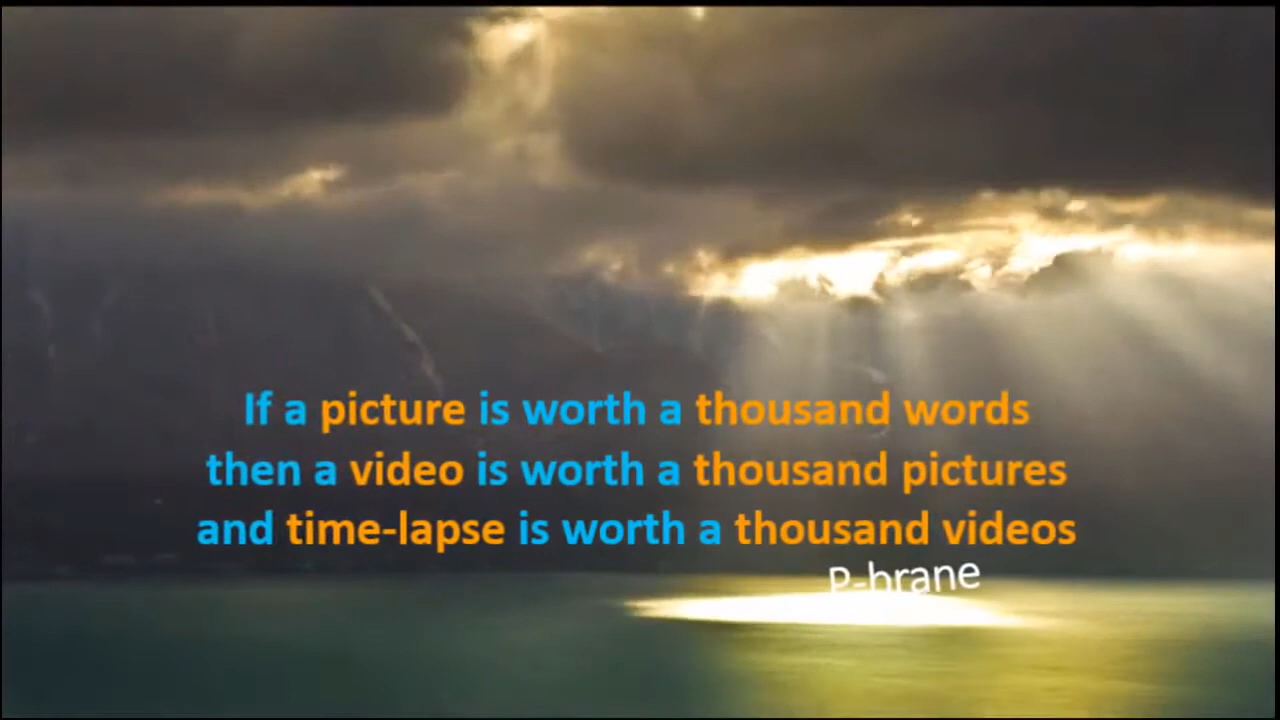 If a picture is worth a thousand words
then a video is worth a thousand pictures
and time-lapse is worth a thousand videos
P-brane